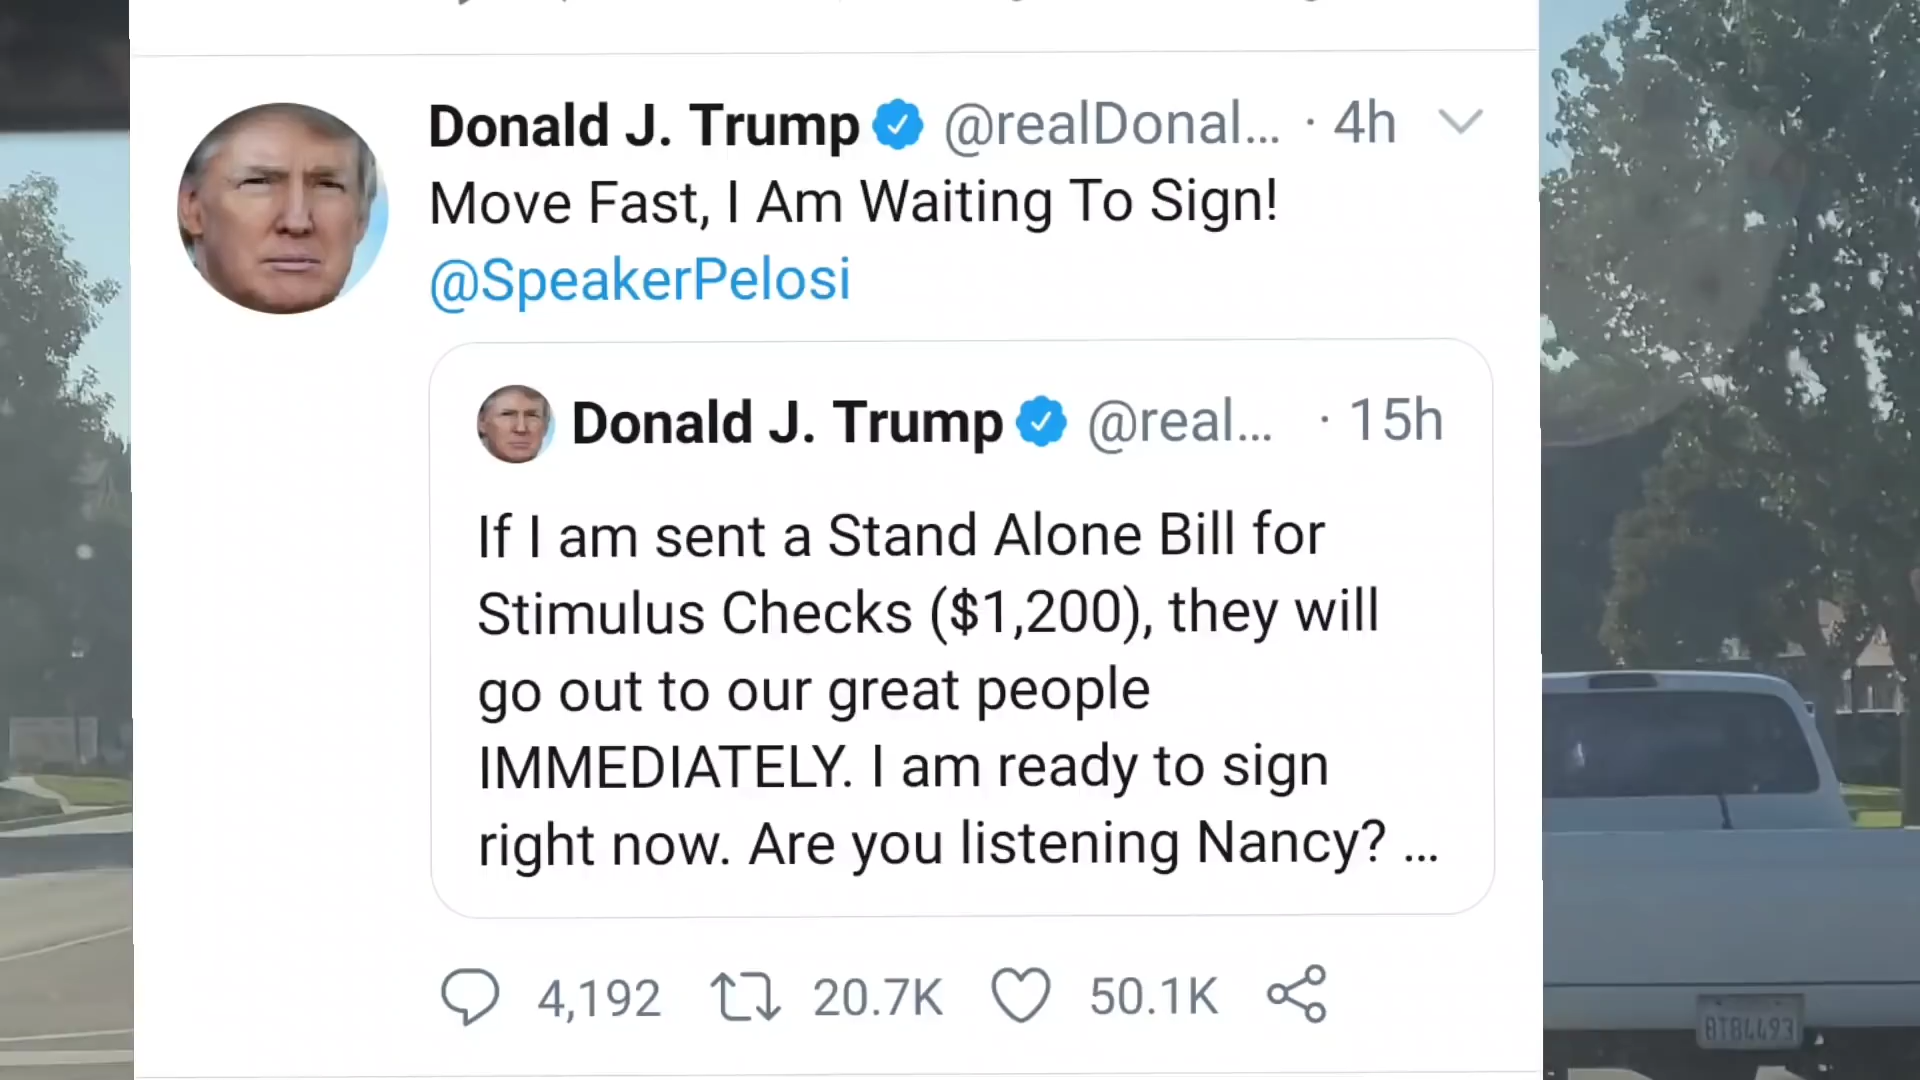 Donald J. Trump @realDonal... · 4h
Move Fast, I Am Waiting To Sign!
@SpeakerPelosi
Donald J. Trump @real... · 15h
If I am sent a Stand Alone Bill for
Stimulus Checks ($1,200), they will
go out to our great people
IMMEDIATELY. I am ready to sign
right now. Are you listening Nancy? ...
4,192 20.7K 50.1K